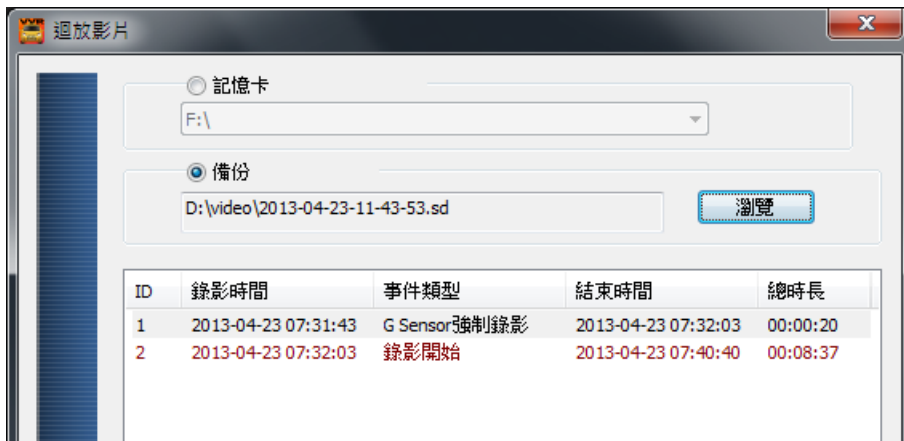 迴放影片
記憶卡
F:\
備份
D:\video\2013-04-23-11-43-53.sd 瀏覽
ID 錄影時間 事件類型 結束時間 總時長
1 2013-04-23 07:31:43 G Sensor強制錄影 2013-04-23 07:32:03 00:00:20
2 2013-04-23 07:32:03 錄影開始 2013-04-23 07:40:40 00:08:37